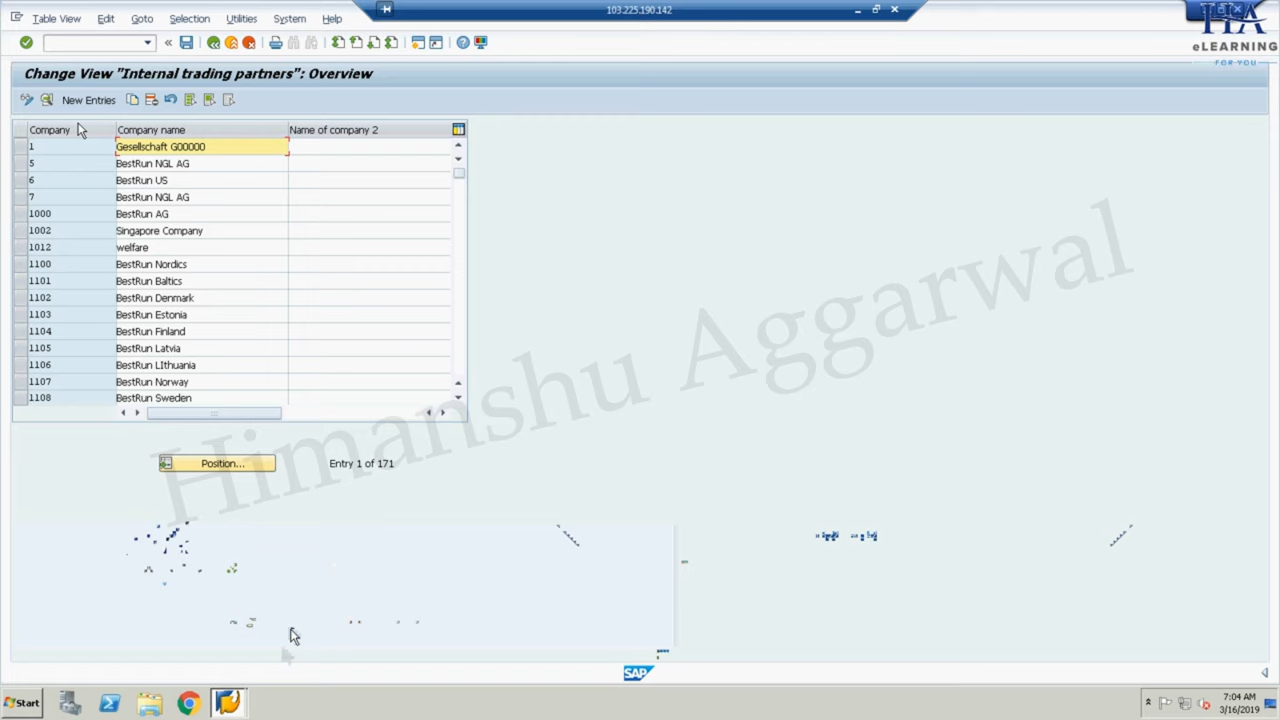 103.225.190.142
Table View Edit Goto Selection Utilities System Help
eLEARNING
FOR YOU
Change View "Internal trading partners": Overview
New Entries
Company Company name Name of company 2
1 Gesellschaft G00000
5 BestRun NGL AG
6 BestRun US
7 BestRun NGL AG
1000 BestRun AG
1002 Singapore Company
1012 welfare
1100 BestRun Nordics
1101 BestRun Baltics
1102 BestRun Denmark
1103 BestRun Estonia
1104 BestRun Finland
1105 BestRun Latvia
1106 BestRun LIthuania
1107 BestRun Norway
1108 BestRun Sweden
Himanshu Aggarwal
Position... Entry 1 of 171
SAP
Start
7:04 AM
3/16/2019